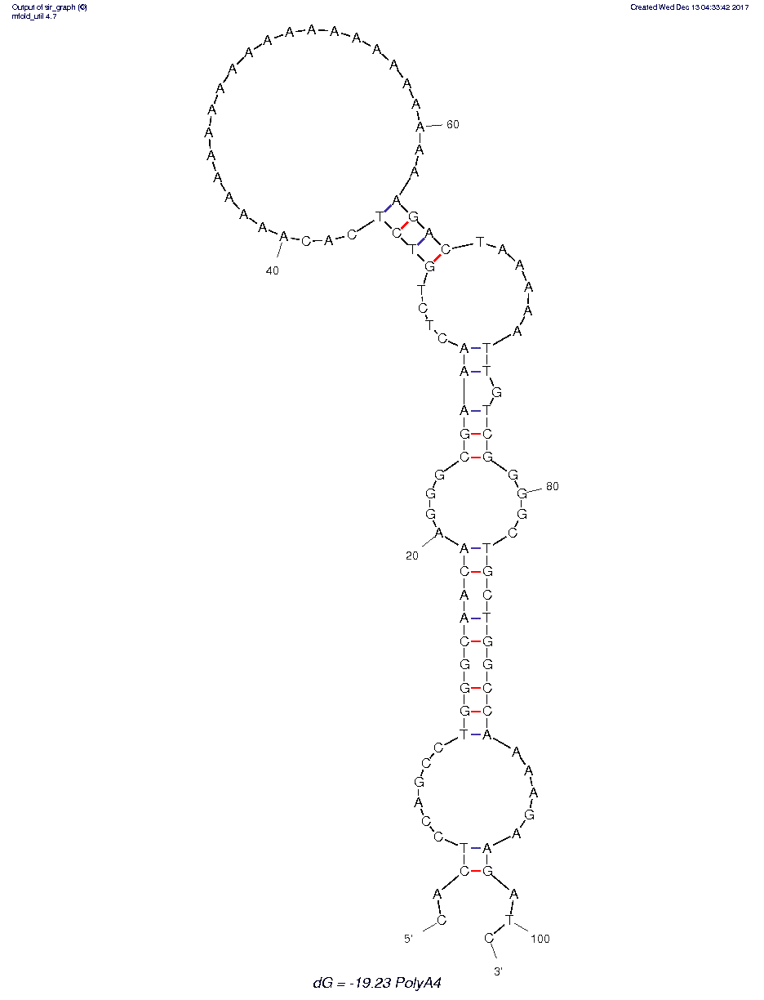 Output of sir_graph (©)
mfold_util 4.7
Created Wed Dec 13 04:33:42 2017
5'
CACTCCAGCCTGGGCAACAAGGGCGAAACTCTGTCTCACAAAAAAAAAAAAAAAAAAAAAAAAGACTAAAAATTGTCGGGGCTGCTGGCCAAAAGAAGATC
3'
20
40
60
80
100
dG = -19.23 PolyA4